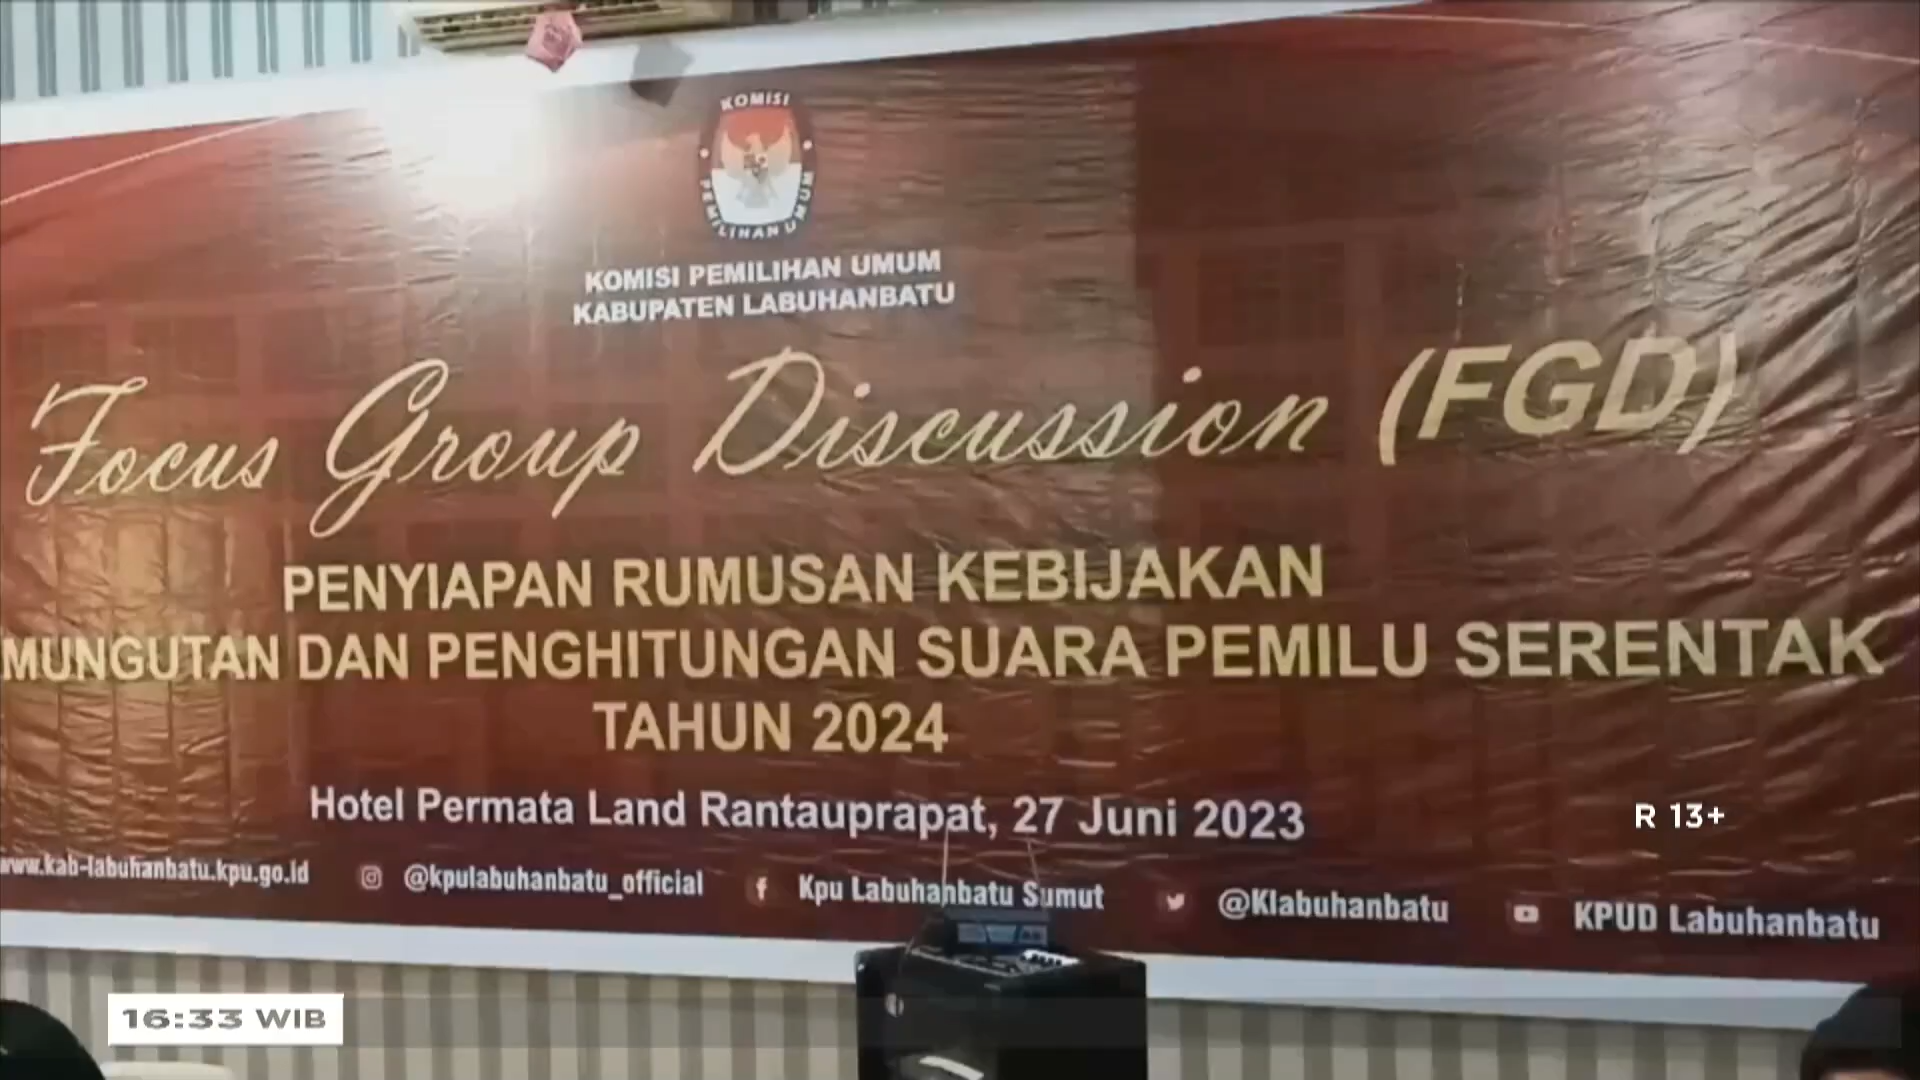 KOMISI
PEMILIHAN UMUM
KOMISI PEMILIHAN UMUM
KABUPATEN LABUHANBATU
Focus Group Discussion (FGD)
PENYIAPAN RUMUSAN KEBIJAKAN
MUNGUTAN DAN PENGHITUNGAN SUARA PEMILU SERENTAK
TAHUN 2024
Hotel Permata Land Rantauprapat, 27 Juni 2023
R 13+
www.kab-labuhanbatu.kpu.go.id @kpulabuhanbatu_official Kpu Labuhanbatu Sumut @Klabuhanbatu KPUD Labuhanbatu
16:33 WIB